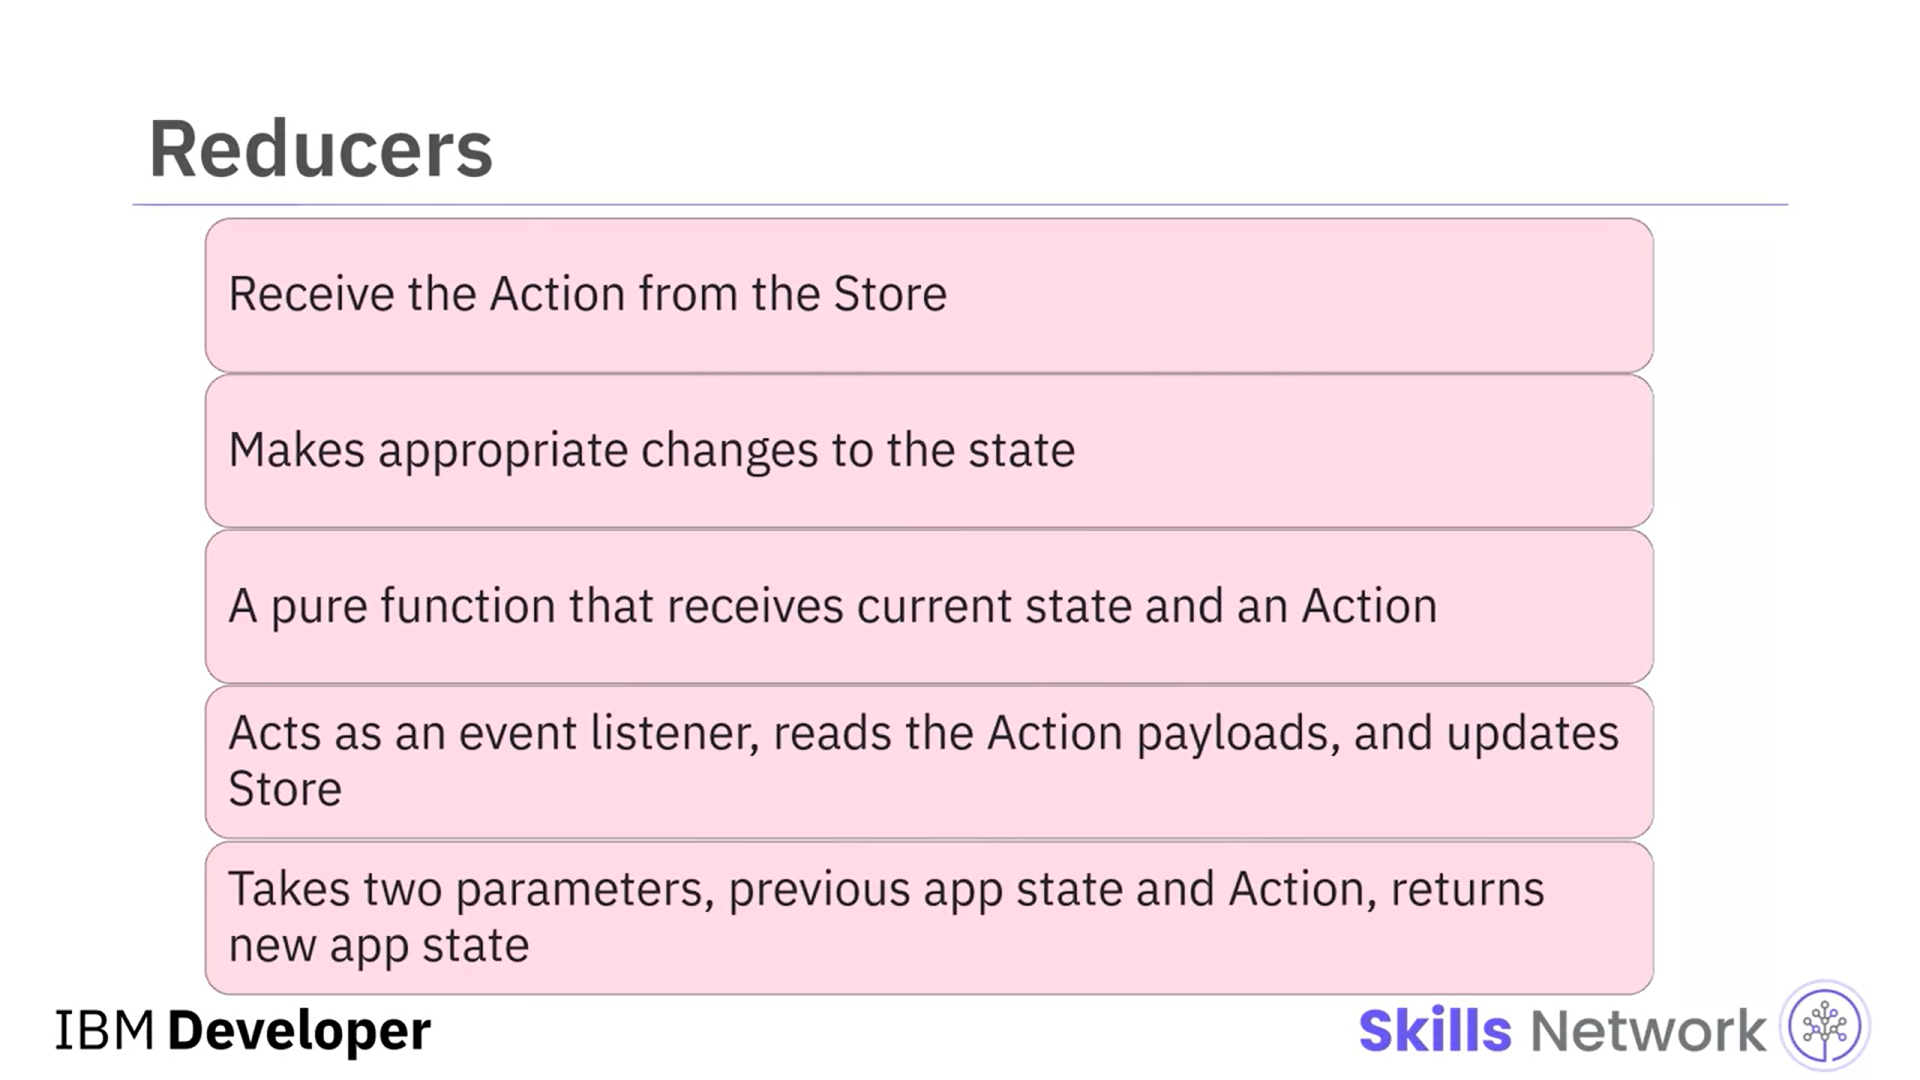 Reducers
Receive the Action from the Store
Makes appropriate changes to the state
A pure function that receives current state and an Action
Acts as an event listener, reads the Action payloads, and updates
Store
Takes two parameters, previous app state and Action, returns
new app state
IBM Developer
Skills Network